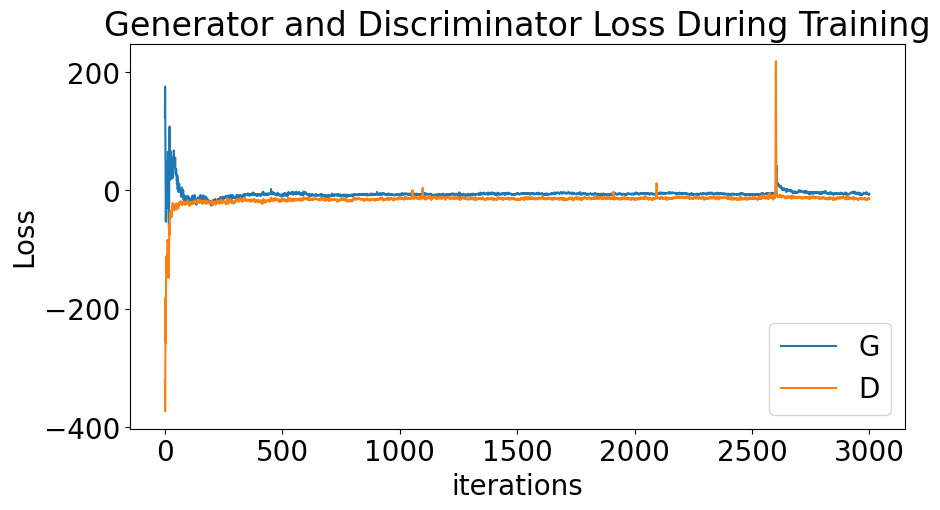 Generator and Discriminator Loss During Training
Loss
200
0
−200
−400
0 500 1000 1500 2000 2500 3000
iterations
G
D